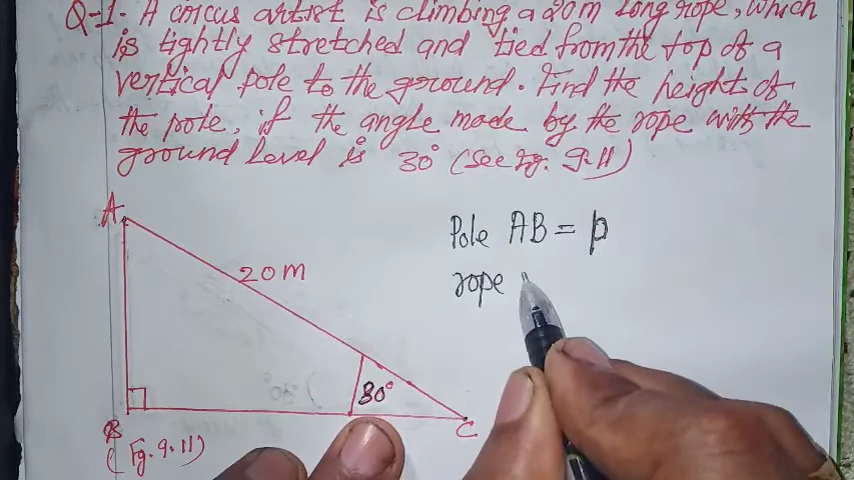 Q-1. A circus artist is climbing a 20m long rope, which
is tightly stretched and tied from the top of a
vertical pole to the ground. Find the height of
the pole, if the angle made by the rope with the
ground level is 30° (see Fg. 9.11)
A
Pole AB = p
20m
rope
30°
B
C
(Fg. 9.11)